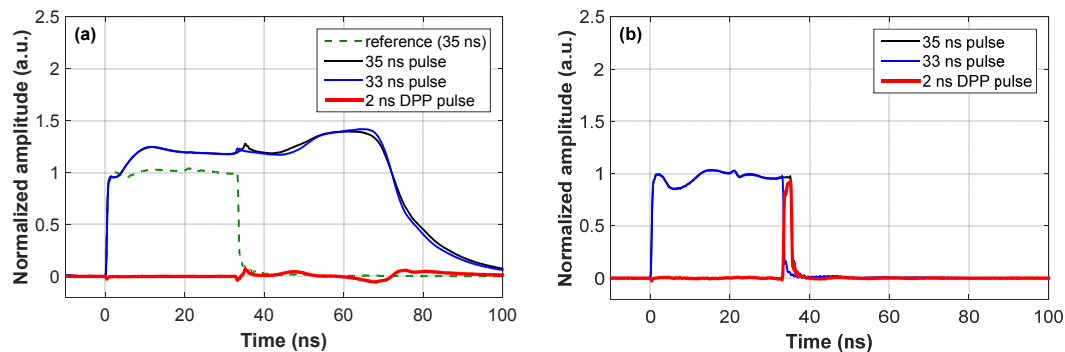 (a)
reference (35 ns)
35 ns pulse
33 ns pulse
2 ns DPP pulse
Normalized amplitude (a.u.)
2.5
2
1.5
1
0.5
0
0 20 40 60 80 100
Time (ns)
(b)
35 ns pulse
33 ns pulse
2 ns DPP pulse
Normalized amplitude (a.u.)
2.5
2
1.5
1
0.5
0
0 20 40 60 80 100
Time (ns)